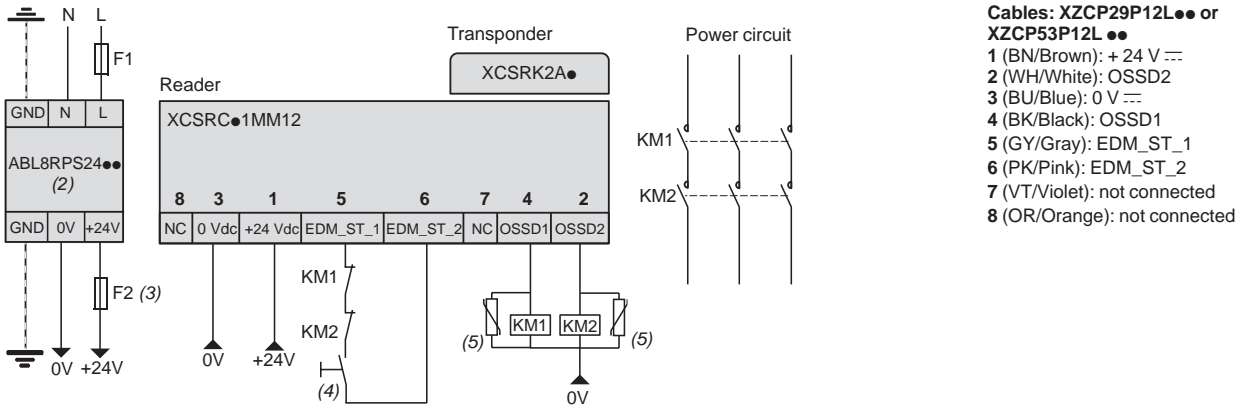 N L
F1
GND N L
ABL8RPS24●●
(2)
GND 0V +24V
F2 (3)
0V +24V
Transponder
XCSRK2A●
Reader
XCSRC●1MM12
8 3 1 5 6 7 4 2
NC 0 Vdc +24 Vdc EDM_ST_1 EDM_ST_2 NC OSSD1 OSSD2
KM1
KM2
(4)
0V +24V
KM1 KM2
(5) (5)
0V
Power circuit
KM1
KM2
Cables: XZCP29P12L●● or
XZCP53P12L ●●
1 (BN/Brown): + 24 V ⎓
2 (WH/White): OSSD2
3 (BU/Blue): 0 V ⎓
4 (BK/Black): OSSD1
5 (GY/Gray): EDM_ST_1
6 (PK/Pink): EDM_ST_2
7 (VT/Violet): not connected
8 (OR/Orange): not connected